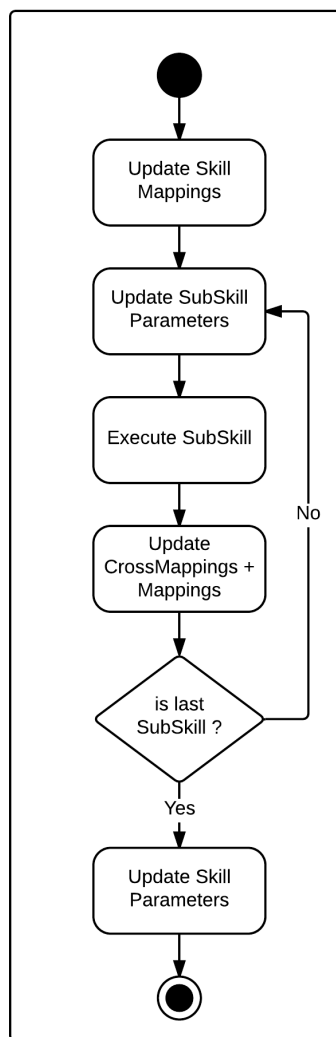 Update Skill
Mappings
Update SubSkill
Parameters
Execute SubSkill
No
Update
CrossMappings +
Mappings
is last
SubSkill ?
Yes
Update Skill
Parameters